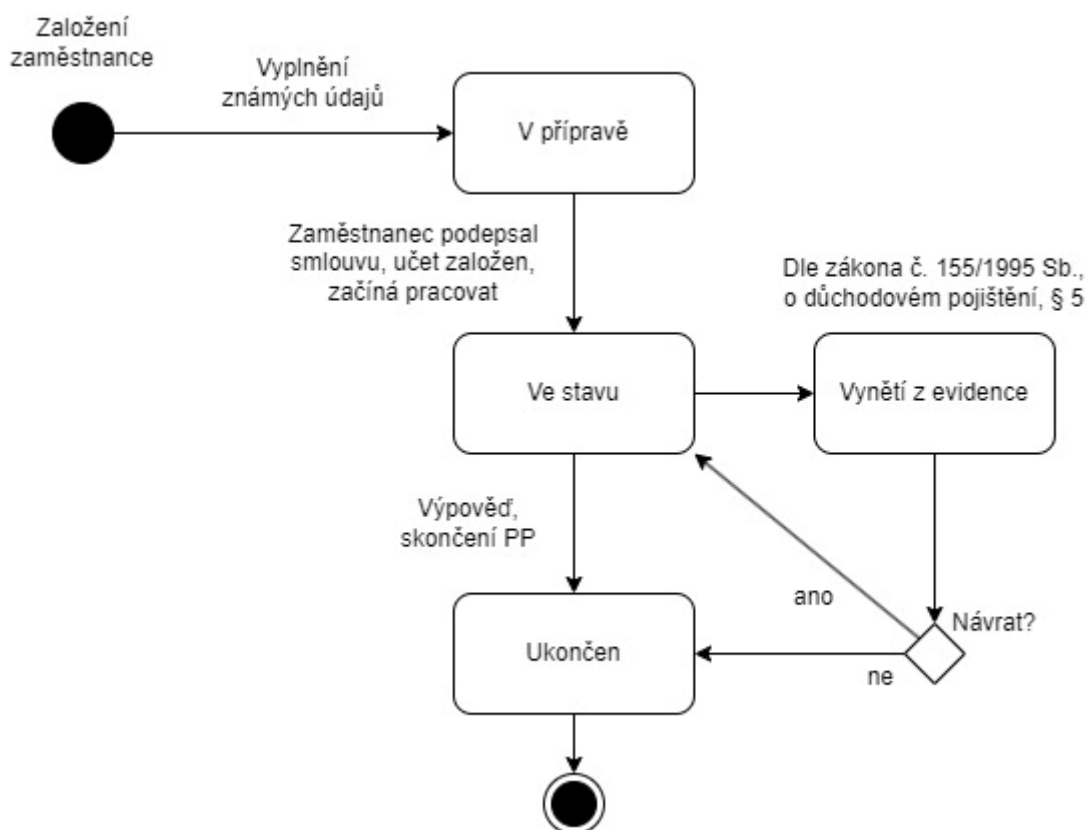 Založení
zaměstnance
Vyplnění
známých údajů
V přípravě
Zaměstnanec podepsal
smlouvu, učet založen,
začíná pracovat
Dle zákona č. 155/1995 Sb.,
o důchodovém pojištění, § 5
Ve stavu
Vynětí z evidence
Výpověď,
skončení PP
ano
Návrat?
Ukončen
ne